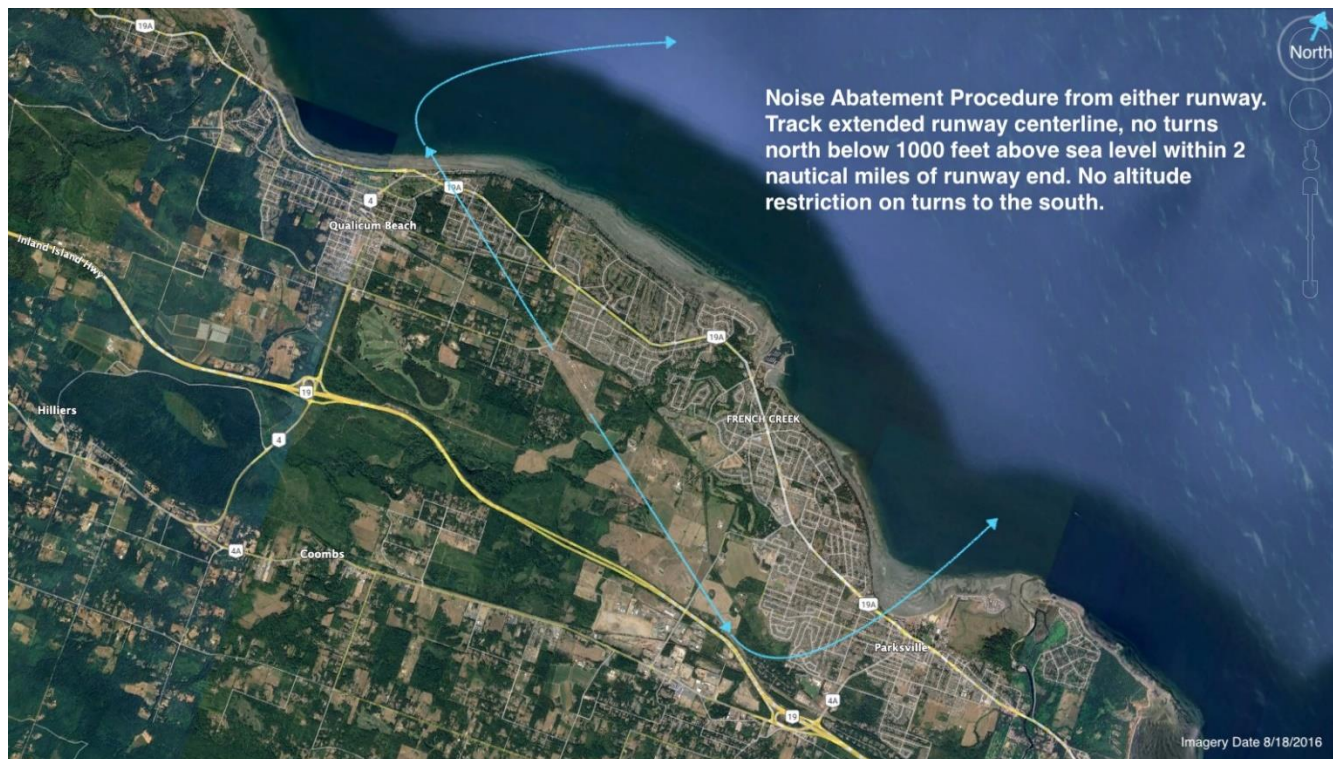 19A
North
Noise Abatement Procedure from either runway.
Track extended runway centerline, no turns
north below 1000 feet above sea level within 2
nautical miles of runway end. No altitude
restriction on turns to the south.
19A
4
Qualicum Beach
Inland Island Hwy
19A
19
Hilliers
FRENCH CREEK
4
4A
Coombs
19A
Parksville
4A
19
Imagery Date 8/18/2016